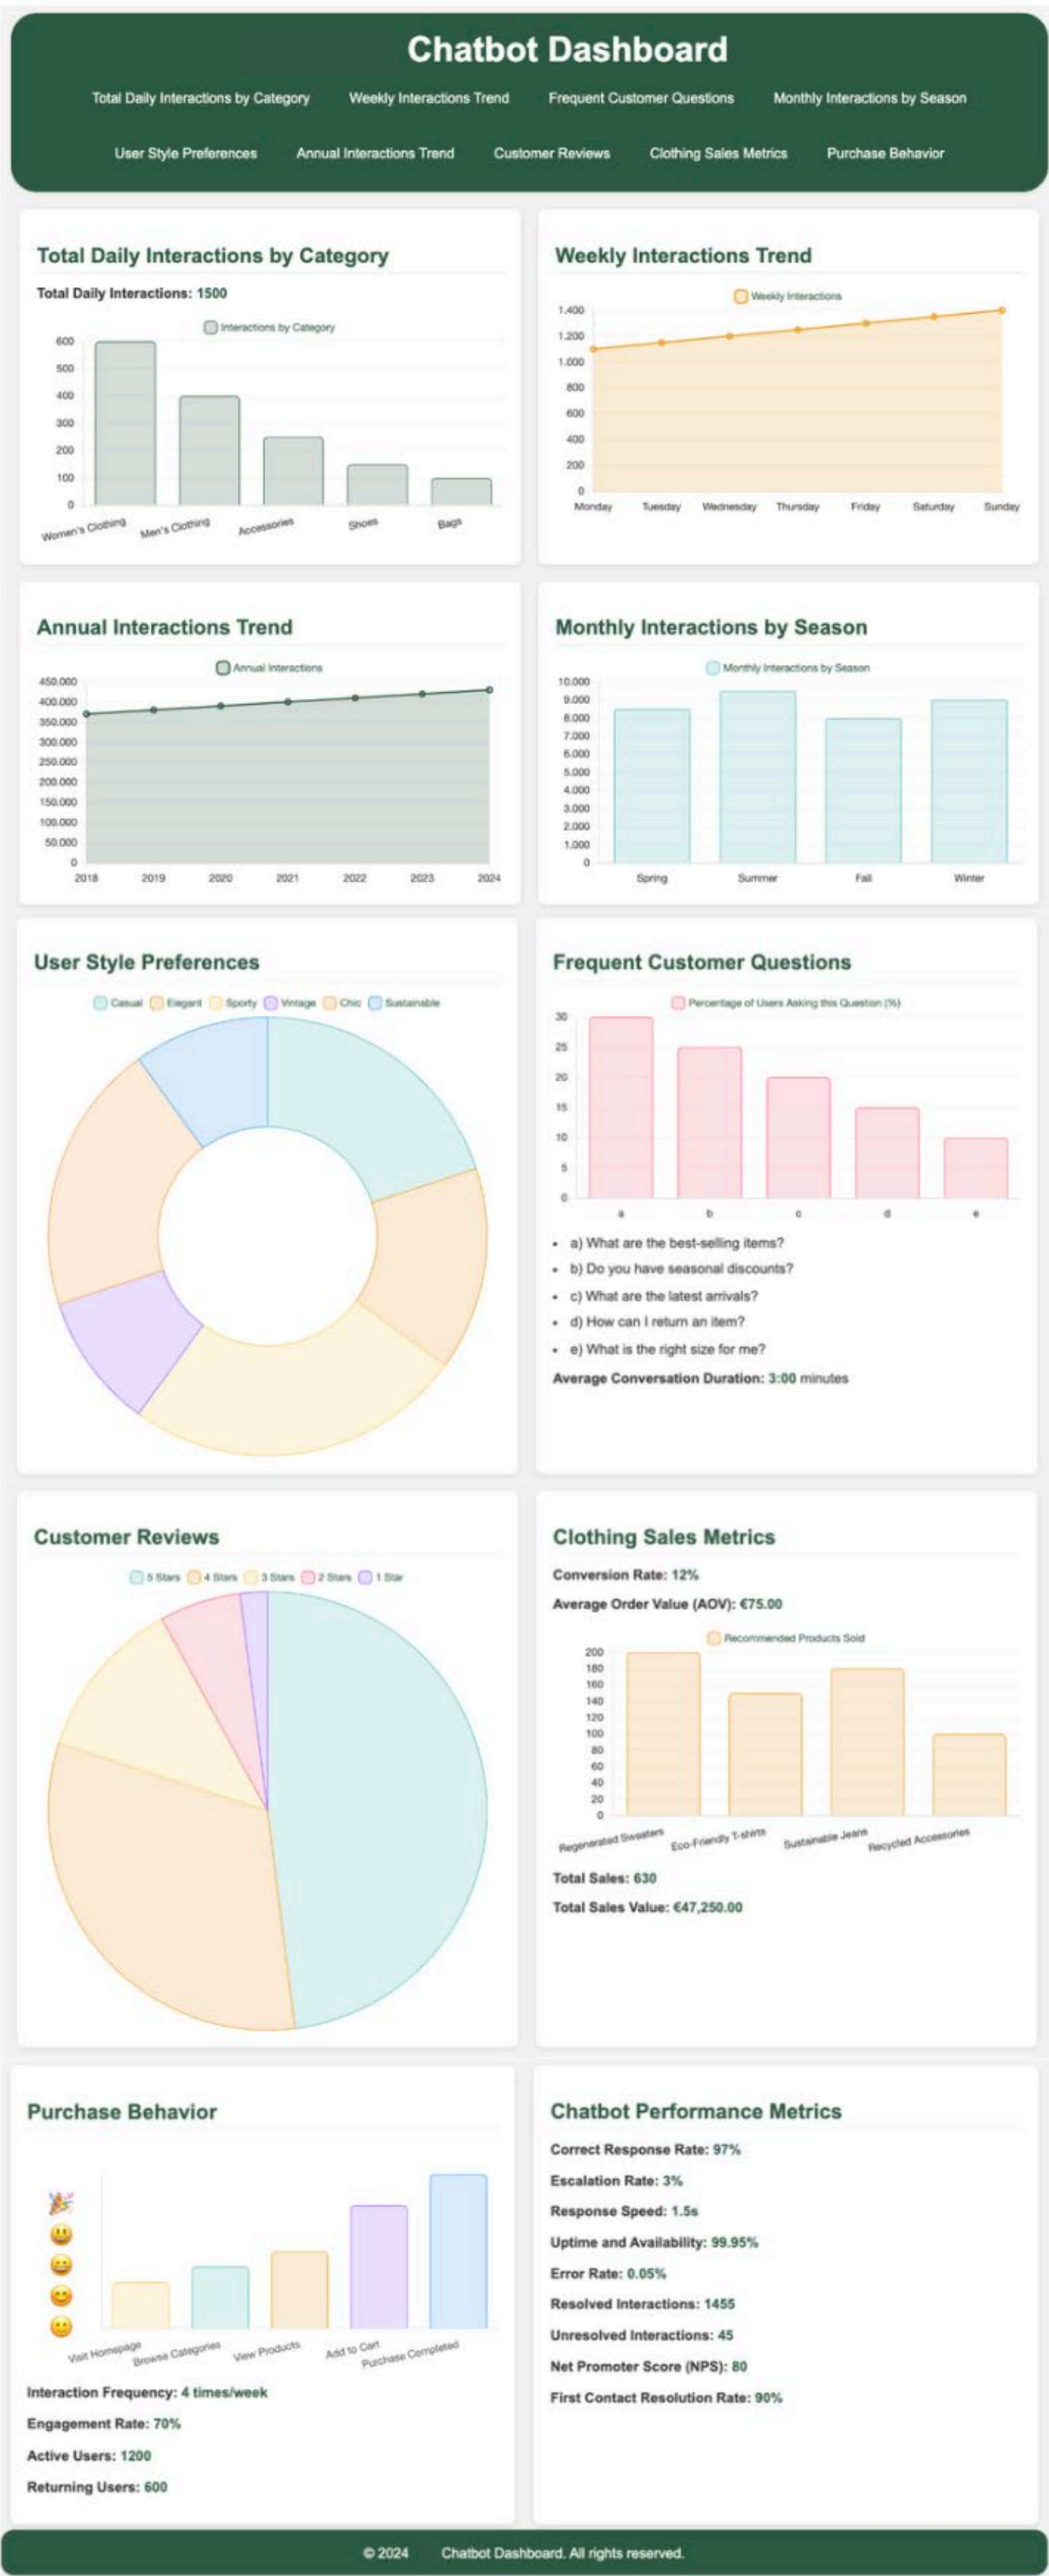 Chatbot Dashboard
Total Daily Interactions by Category Weekly Interactions Trend Frequent Customer Questions Monthly Interactions by Season
User Style Preferences Annual Interactions Trend Customer Reviews Clothing Sales Metrics Purchase Behavior
Total Daily Interactions by Category
Total Daily Interactions: 1500
Interactions by Category
600
500
400
300
200
100
0
Women's Clothing Men's Clothing Accessories Shoes Bags
Weekly Interactions Trend
Weekly Interactions
1.400
1.200
1.000
800
600
400
200
0
Monday Tuesday Wednesday Thursday Friday Saturday Sunday
Annual Interactions Trend
Annual Interactions
450.000
400.000
350.000
300.000
250.000
200.000
150.000
100.000
50.000
0
2018 2019 2020 2021 2022 2023 2024
Monthly Interactions by Season
Monthly Interactions by Season
10.000
9.000
8.000
7.000
6.000
5.000
4.000
3.000
2.000
1.000
0
Spring Summer Fall Winter
User Style Preferences
Casual Elegant Sporty Vintage Chic Sustainable
Frequent Customer Questions
Percentage of Users Asking this Question (%)
30
25
20
15
10
5
0
a b c d e
• a) What are the best-selling items?
• b) Do you have seasonal discounts?
• c) What are the latest arrivals?
• d) How can I return an item?
• e) What is the right size for me?
Average Conversation Duration: 3:00 minutes
Customer Reviews
5 Stars 4 Stars 3 Stars 2 Stars 1 Star
Clothing Sales Metrics
Conversion Rate: 12%
Average Order Value (AOV): €75.00
Recommended Products Sold
200
180
160
140
120
100
80
60
40
20
0
Regenerated Sweaters Eco-Friendly T-shirts Sustainable Jeans Recycled Accessories
Total Sales: 630
Total Sales Value: €47,250.00
Purchase Behavior
Visit Homepage Browse Categories View Products Add to Cart Purchase Completed
Interaction Frequency: 4 times/week
Engagement Rate: 70%
Active Users: 1200
Returning Users: 600
Chatbot Performance Metrics
Correct Response Rate: 97%
Escalation Rate: 3%
Response Speed: 1.5s
Uptime and Availability: 99.95%
Error Rate: 0.05%
Resolved Interactions: 1455
Unresolved Interactions: 45
Net Promoter Score (NPS): 80
First Contact Resolution Rate: 90%
© 2024 Chatbot Dashboard. All rights reserved.